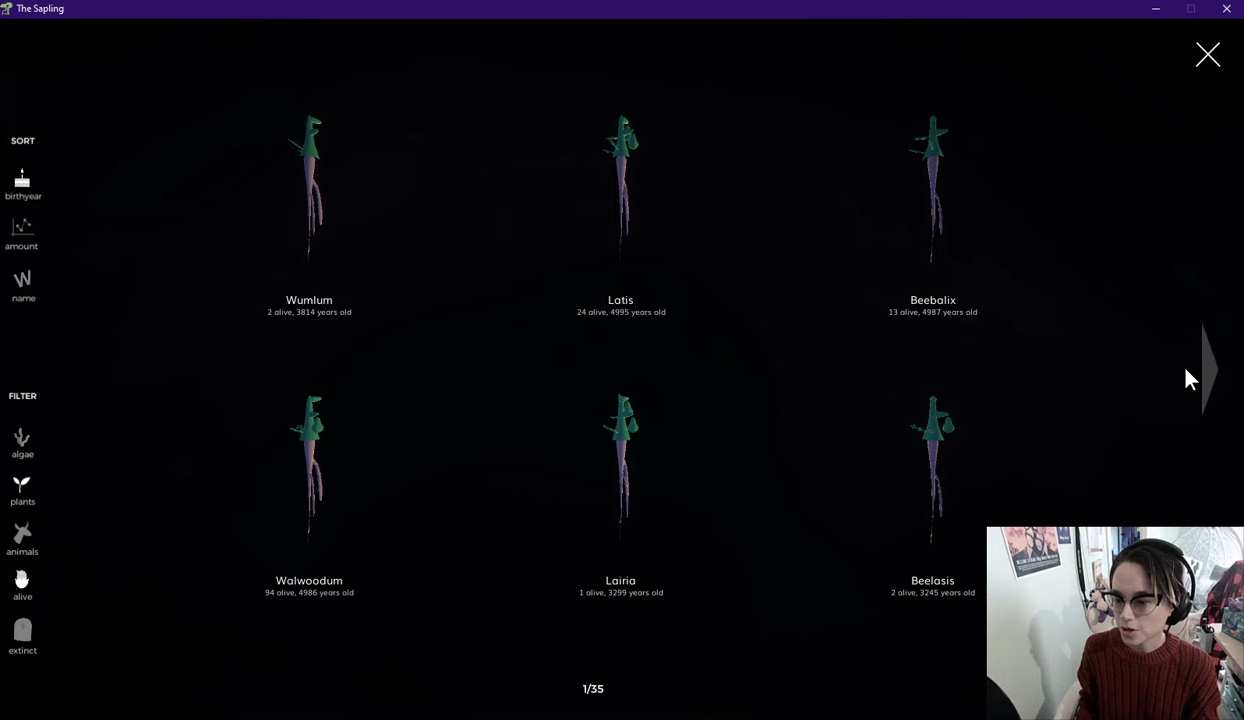 The Sapling
SORT
birthyear
amount
W
name
FILTER
algae
plants
animals
alive
extinct
Wumlum
2 alive, 3814 years old
Latis
24 alive, 4995 years old
Beebalix
13 alive, 4987 years old
Walwoodum
94 alive, 4986 years old
Lairia
1 alive, 3299 years old
Beelasis
2 alive, 3245 years old
1/35